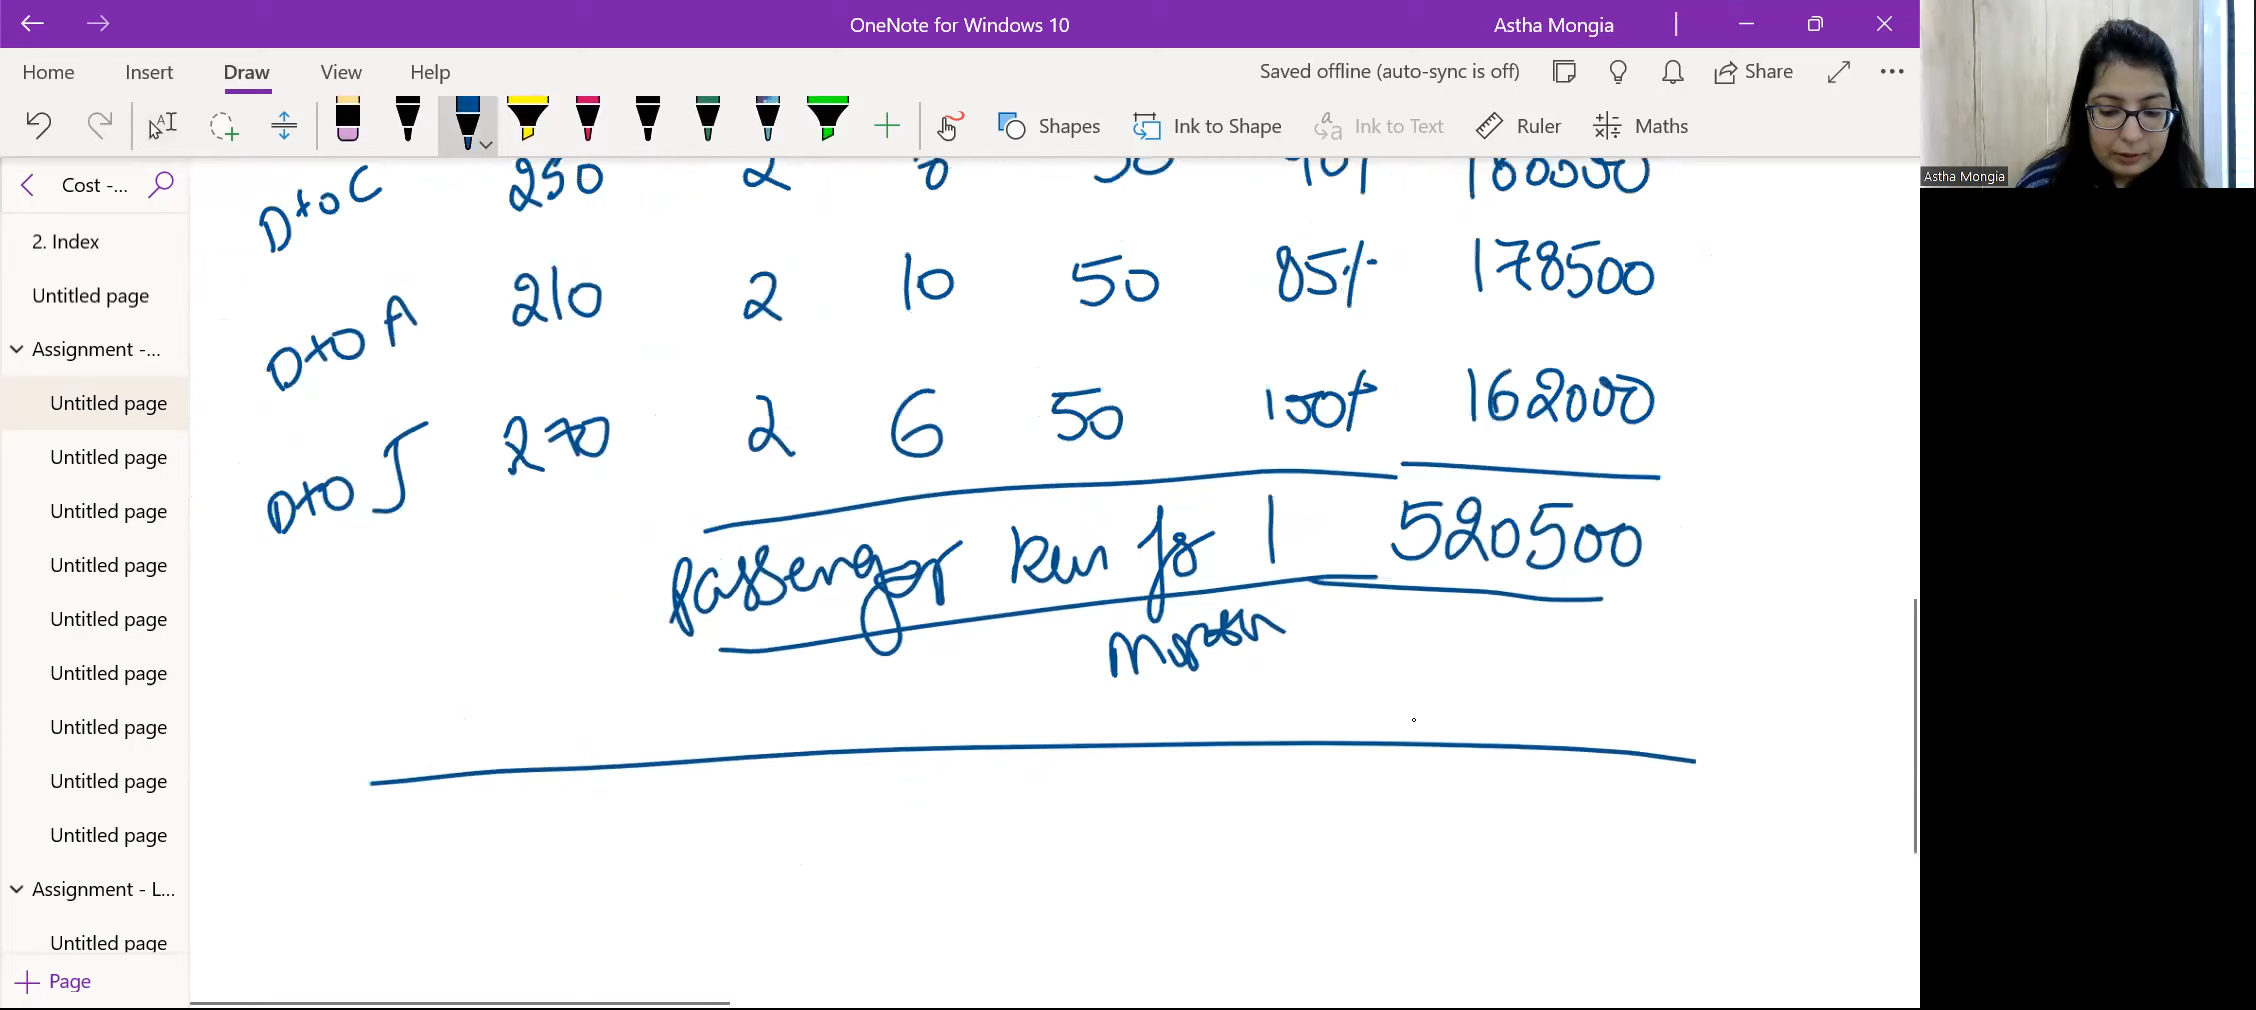 OneNote for Windows 10
Astha Mongia
Home Insert Draw View Help
Saved offline (auto-sync is off) Share
Shapes Ink to Shape Ink to Text Ruler Maths
Astha Mongia
Cost -...
2. Index
Untitled page
Assignment -...
Untitled page
Untitled page
Untitled page
Untitled page
Untitled page
Untitled page
Untitled page
Untitled page
Untitled page
Assignment - L...
Untitled page
Page
D to C 250 2 8
D to A 210 2 10 50 85% 178500
D to J 270 2 6 50 100% 162000
Passenger km for 1 520500
Month